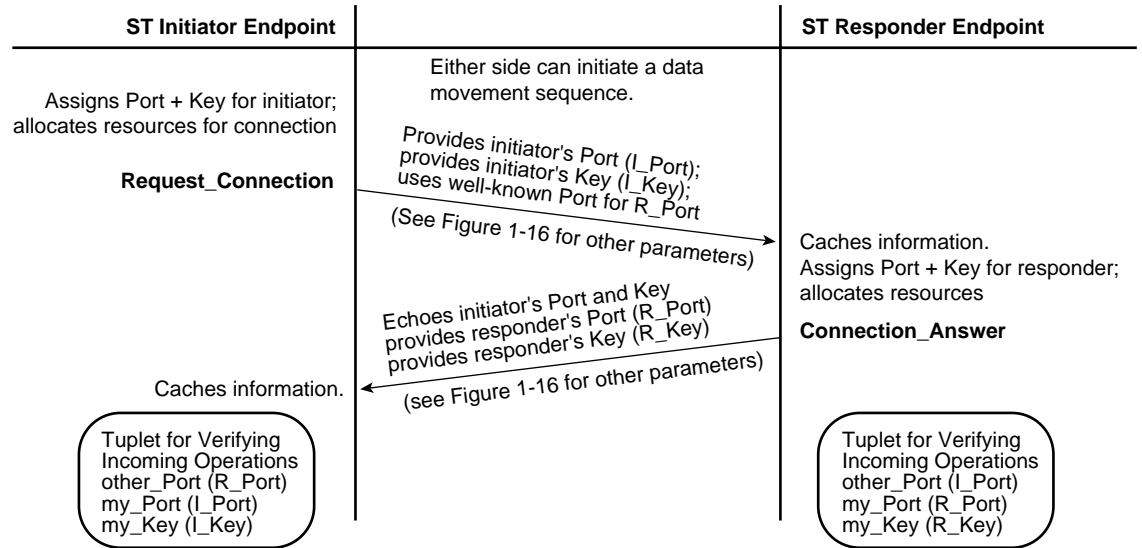 ST Initiator Endpoint
ST Responder Endpoint
Either side can initiate a data
movement sequence.
Assigns Port + Key for initiator;
allocates resources for connection
Request_Connection
Provides initiator's Port (I_Port);
provides initiator's Key (I_Key);
uses well-known Port for R_Port
(See Figure 1-16 for other parameters)
Caches information.
Assigns Port + Key for responder;
allocates resources
Connection_Answer
Echoes initiator's Port and Key
provides responder's Port (R_Port)
provides responder's Key (R_Key)
(see Figure 1-16 for other parameters)
Caches information.
Tuplet for Verifying
Incoming Operations
other_Port (R_Port)
my_Port (I_Port)
my_Key (I_Key)
Tuplet for Verifying
Incoming Operations
other_Port (I_Port)
my_Port (R_Port)
my_Key (R_Key)